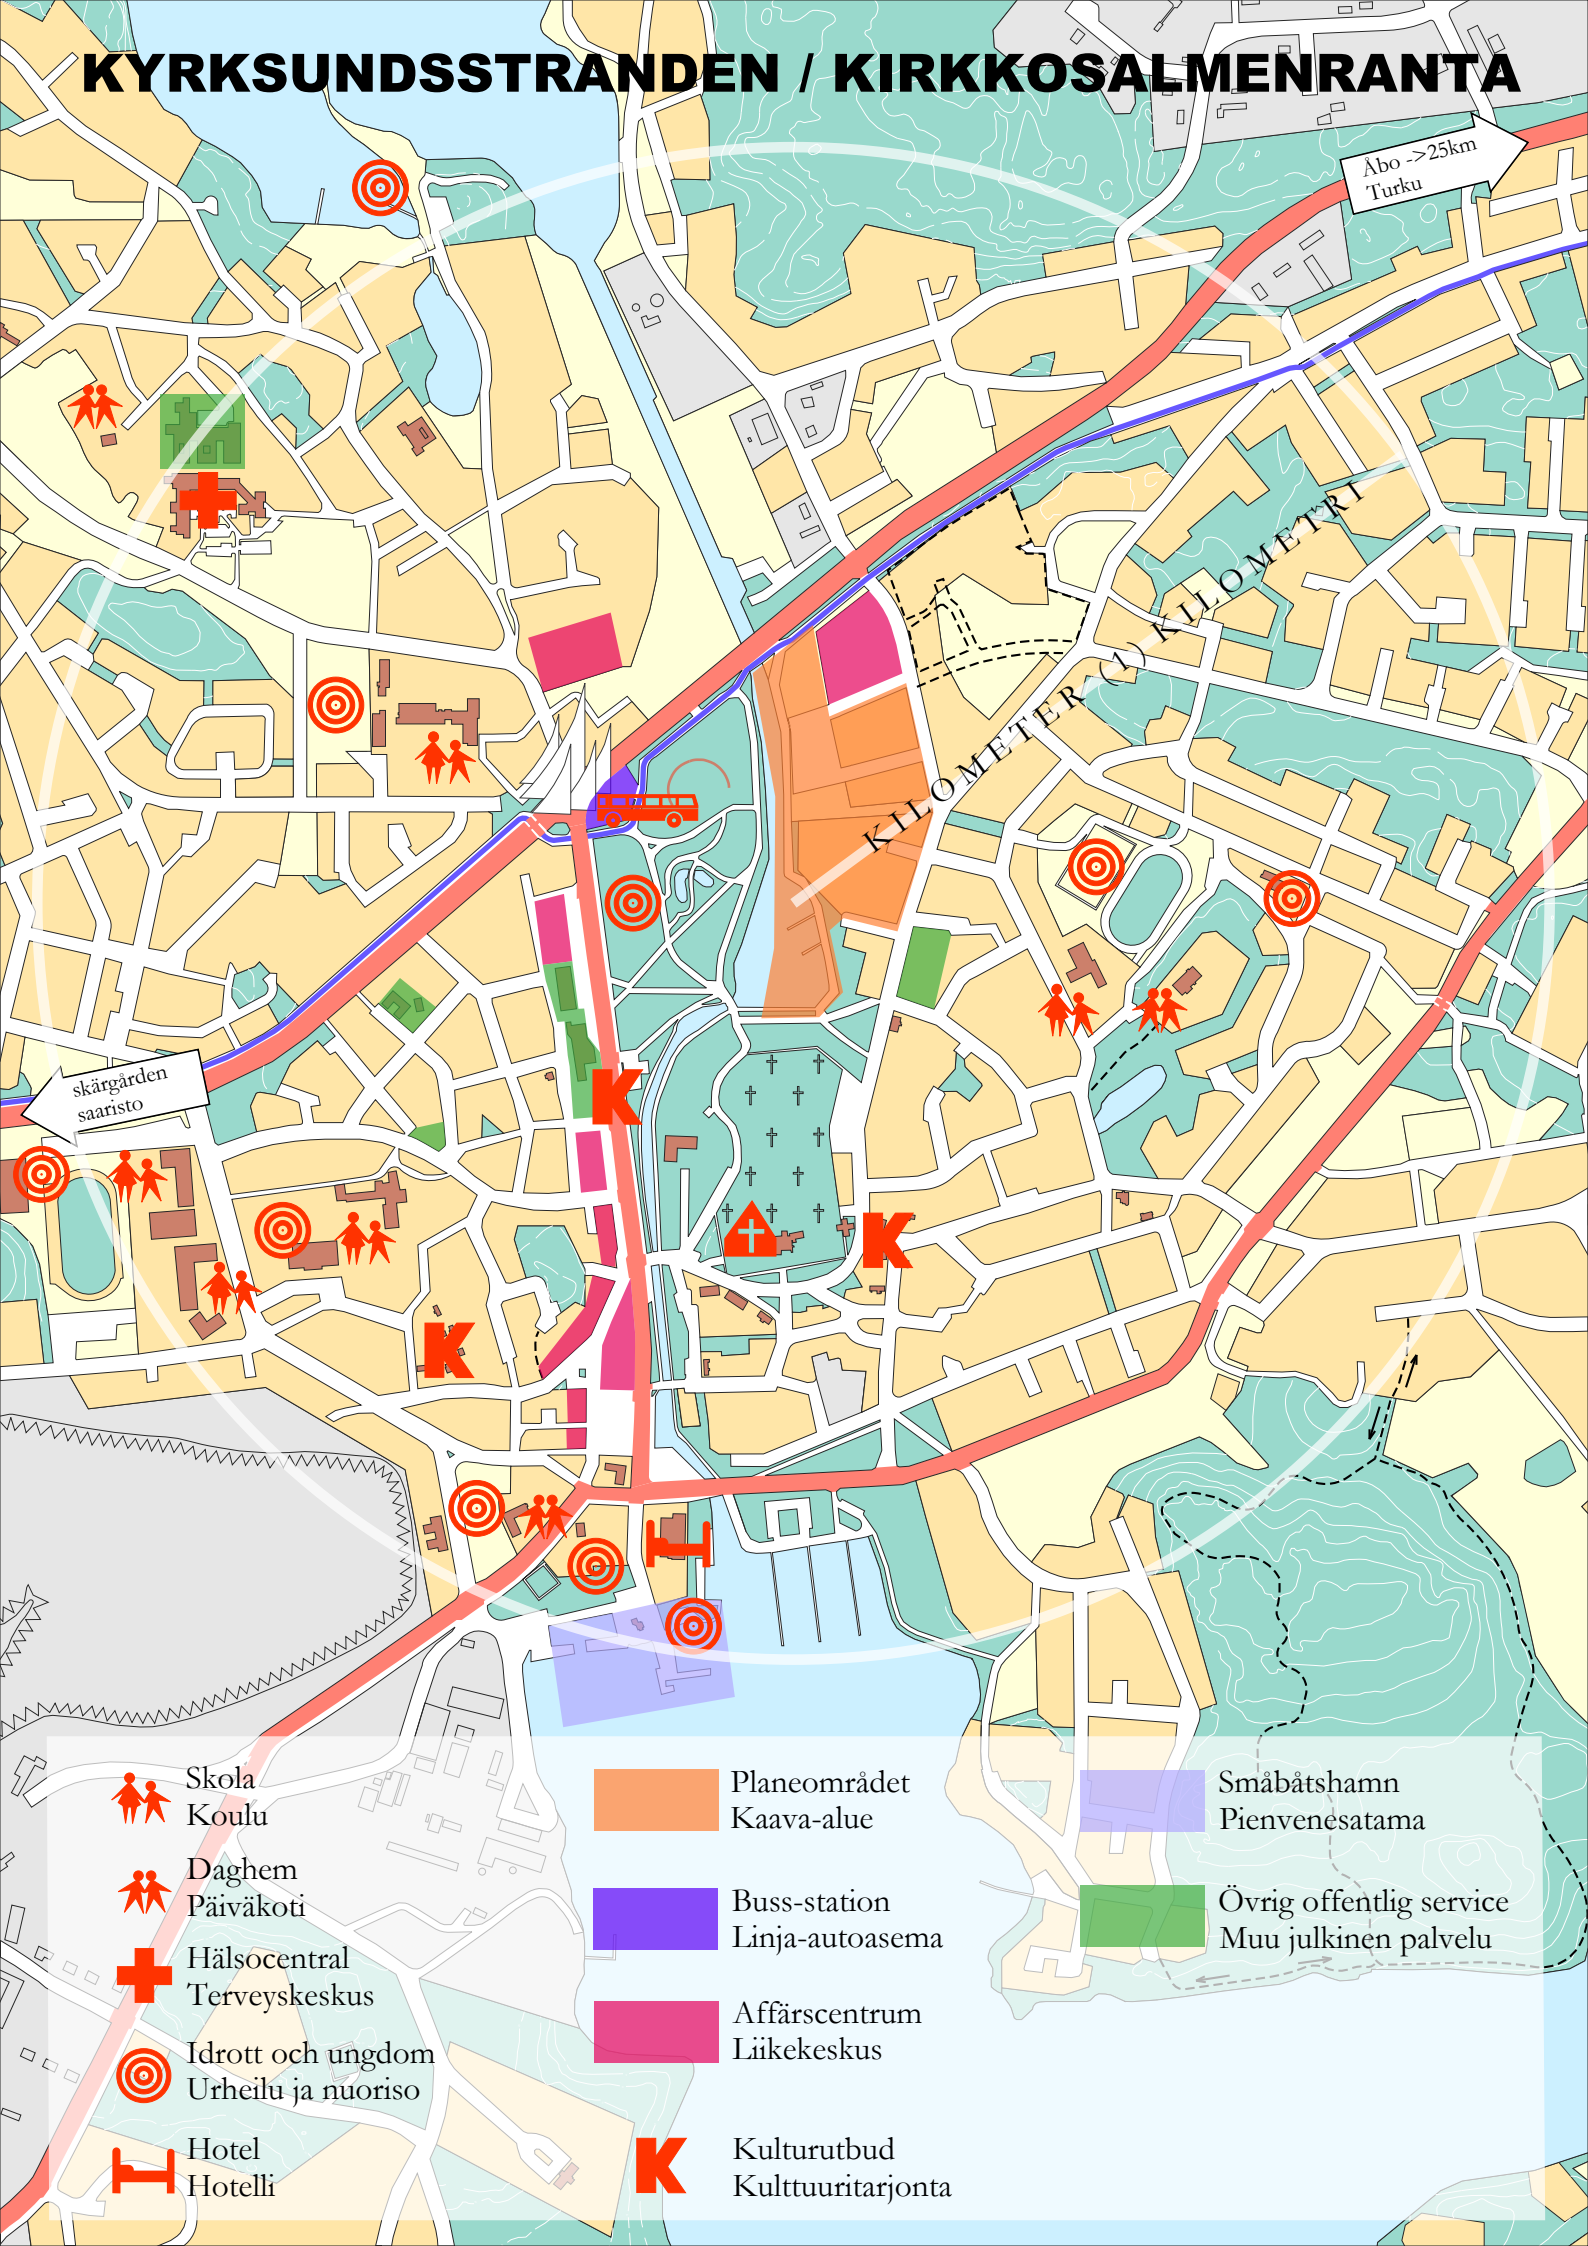 KYRKSUNDSSTRANDEN / KIRKKOSALMENRANTA
Åbo ->25km
Turku
KILOMETER (1) KILOMETRI
skärgården
saaristo
K
K
K
Skola
Koulu
Daghem
Päiväkoti
Hälsocentral
Terveyskeskus
Idrott och ungdom
Urheilu ja nuoriso
Hotel
Hotelli
Planeområdet
Kaava-alue
Buss-station
Linja-autoasema
Affärscentrum
Liikekeskus
K
Kulturutbud
Kulttuuritarjonta
Småbåtshamn
Pienvenesatama
Övrig offentlig service
Muu julkinen palvelu